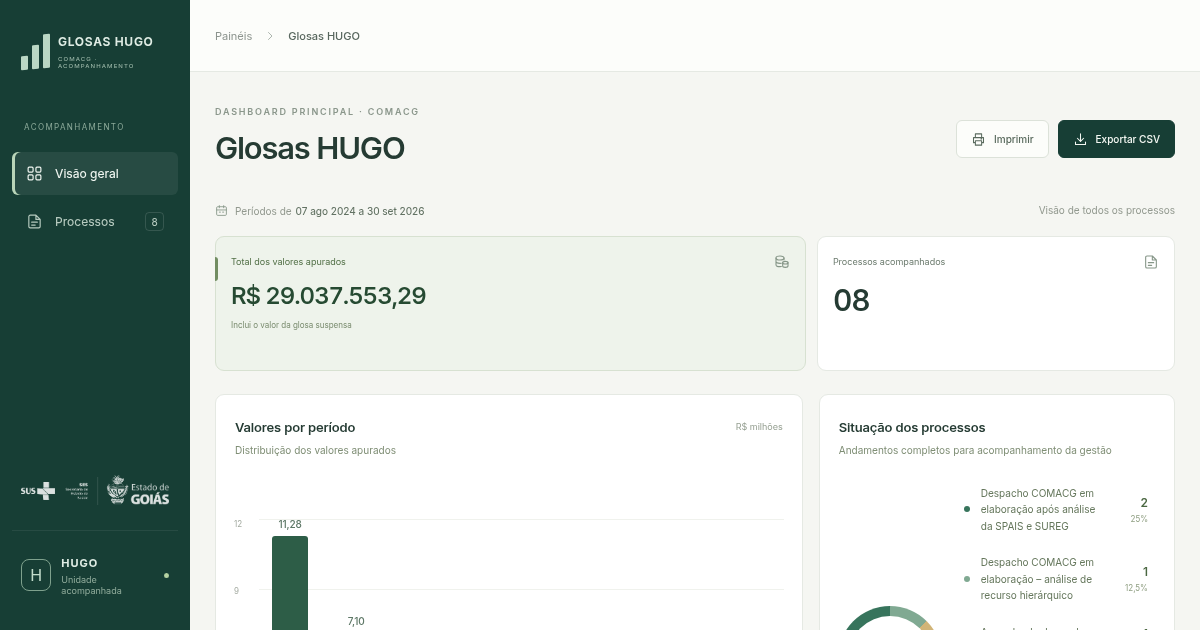 GLOSAS HUGO
COMACG ·
ACOMPANHAMENTO
ACOMPANHAMENTO
Visão geral
Processos 8
SUS
Estado de
GOIÁS
H
HUGO
Unidade
acompanhada
Painéis > Glosas HUGO
DASHBOARD PRINCIPAL · COMACG
Glosas HUGO
Imprimir
Exportar CSV
Períodos de 07 ago 2024 a 30 set 2026
Visão de todos os processos
Total dos valores apurados
R$ 29.037.553,29
Inclui o valor da glosa suspensa
Processos acompanhados
08
Valores por período
R$ milhões
Distribuição dos valores apurados
12
11,28
9
7,10
Situação dos processos
Andamentos completos para acompanhamento da gestão
Despacho COMACG em
elaboração após análise
da SPAIS e SUREG
2
25%
Despacho COMACG em
elaboração – análise de
recurso hierárquico
1
12,5%